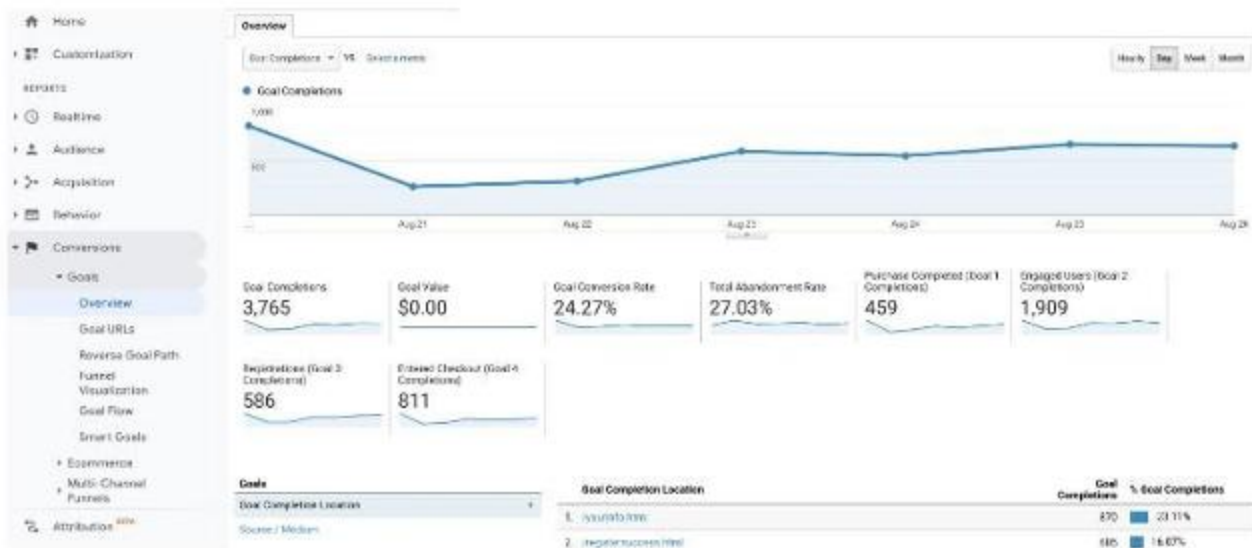 Home
Overview
Customization
Goal Completions VS Select a metric
Hourly Day Week Month
REPORTS
Goal Completions
Realtime
1,000
Audience
500
Acquisition
Behavior
... Aug 21 Aug 22 Aug 23 Aug 24 Aug 25 Aug 26
Conversions
Goals
Overview
Goal URLs
Reverse Goal Path
Funnel
Visualization
Goal Flow
Smart Goals
Ecommerce
Multi-Channel
Funnels
Attribution BETA
Goal Completions
3,765
Goal Value
$0.00
Goal Conversion Rate
24.27%
Total Abandonment Rate
27.03%
Purchase Completed (Goal 1
Completions)
459
Engaged Users (Goal 2
Completions)
1,909
Registrations (Goal 3
Completions)
586
Entered Checkout (Goal 4
Completions)
811
Goals
Goal Completion Location
Source / Medium
Goal Completion Location
Goal
Completions
% Goal Completions
1. 870 23.11%
2. 16.07%